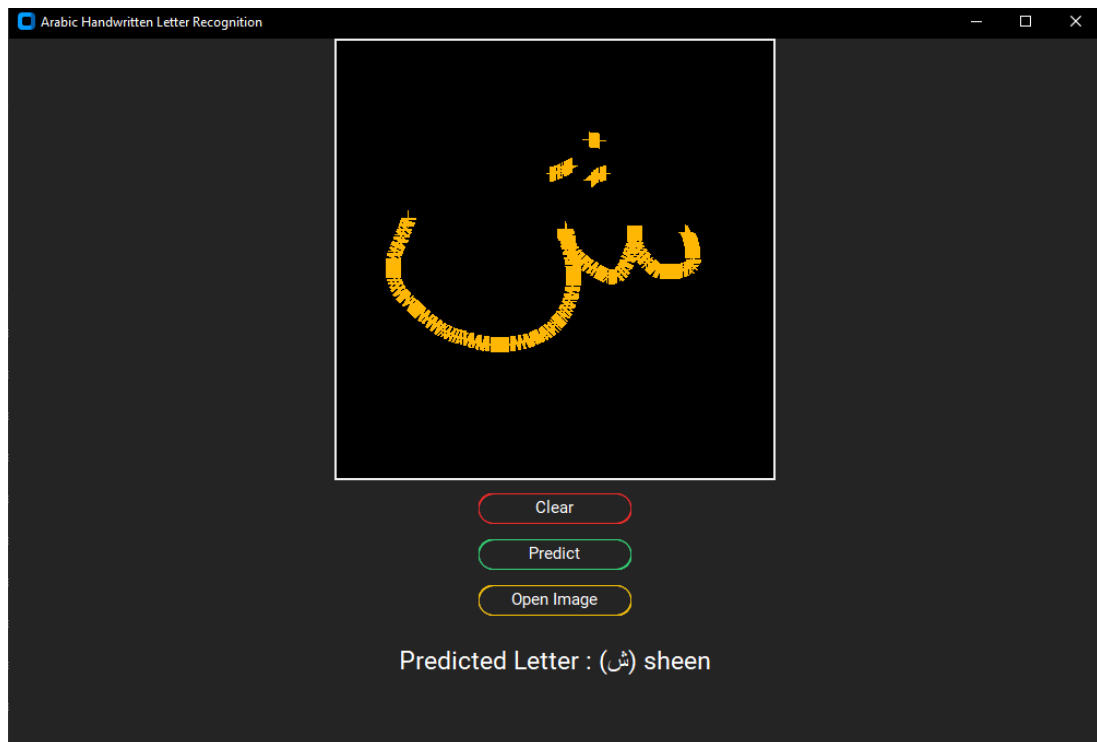 Arabic Handwritten Letter Recognition
ش
Clear
Predict
Open Image
Predicted Letter : (ش) sheen